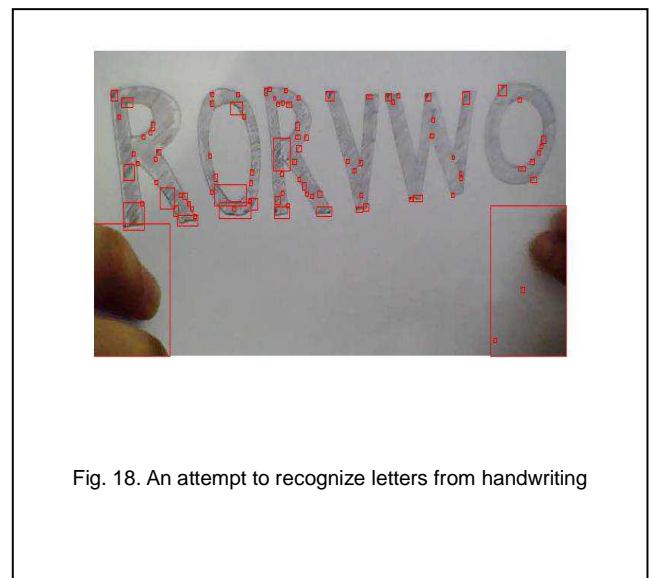 RORVWO
Fig. 18. An attempt to recognize letters from handwriting